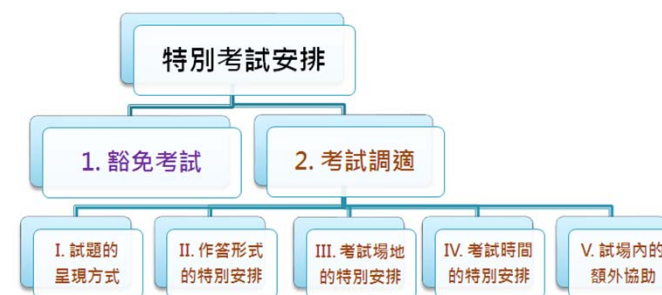 特別考試安排
1. 豁免考試
2. 考試調適
I. 試題的
呈現方式
II. 作答形式
的特別安排
III. 考試場地
的特別安排
IV. 考試時間
的特別安排
V. 試場內的
額外協助